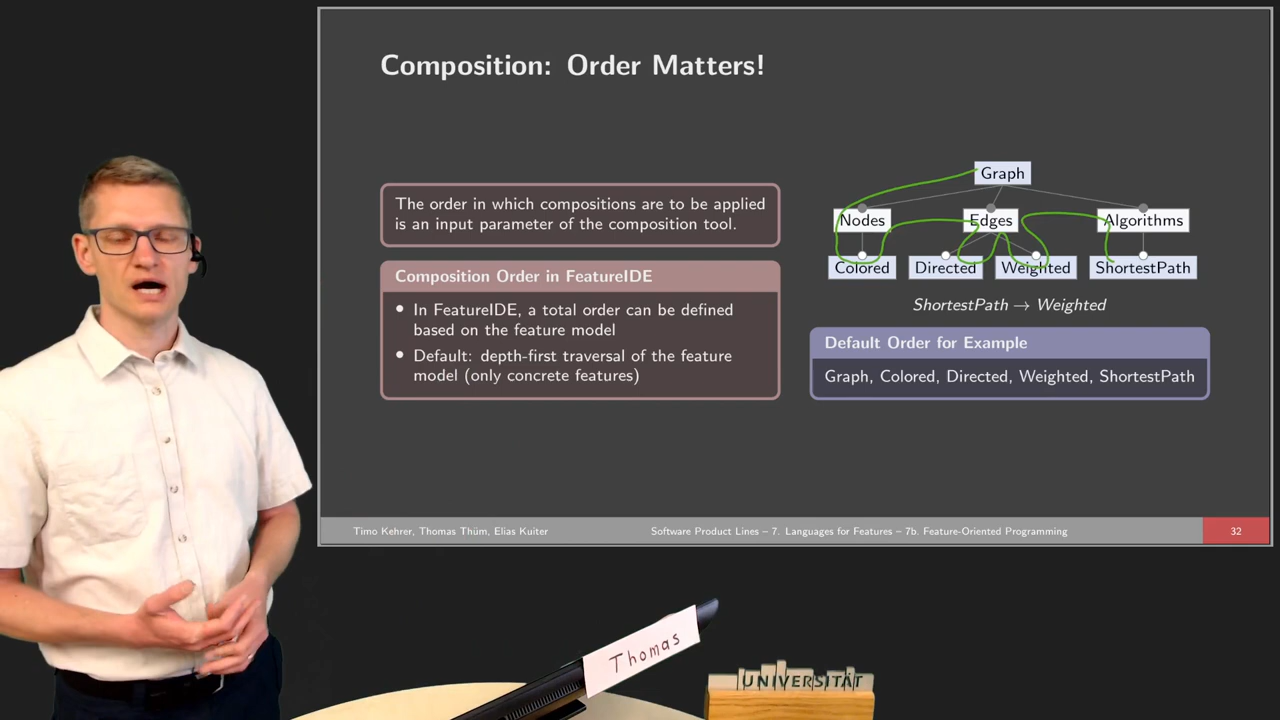 Composition: Order Matters!
The order in which compositions are to be applied
is an input parameter of the composition tool.
Composition Order in FeatureIDE
• In FeatureIDE, a total order can be defined
based on the feature model
• Default: depth-first traversal of the feature
model (only concrete features)
Graph
Nodes Edges Algorithms
Colored Directed Weighted ShortestPath
ShortestPath → Weighted
Default Order for Example
Graph, Colored, Directed, Weighted, ShortestPath
Timo Kehrer, Thomas Thüm, Elias Kuiter Software Product Lines – 7. Languages for Features – 7b. Feature-Oriented Programming 32
Thomas
UNIVERSITÄT